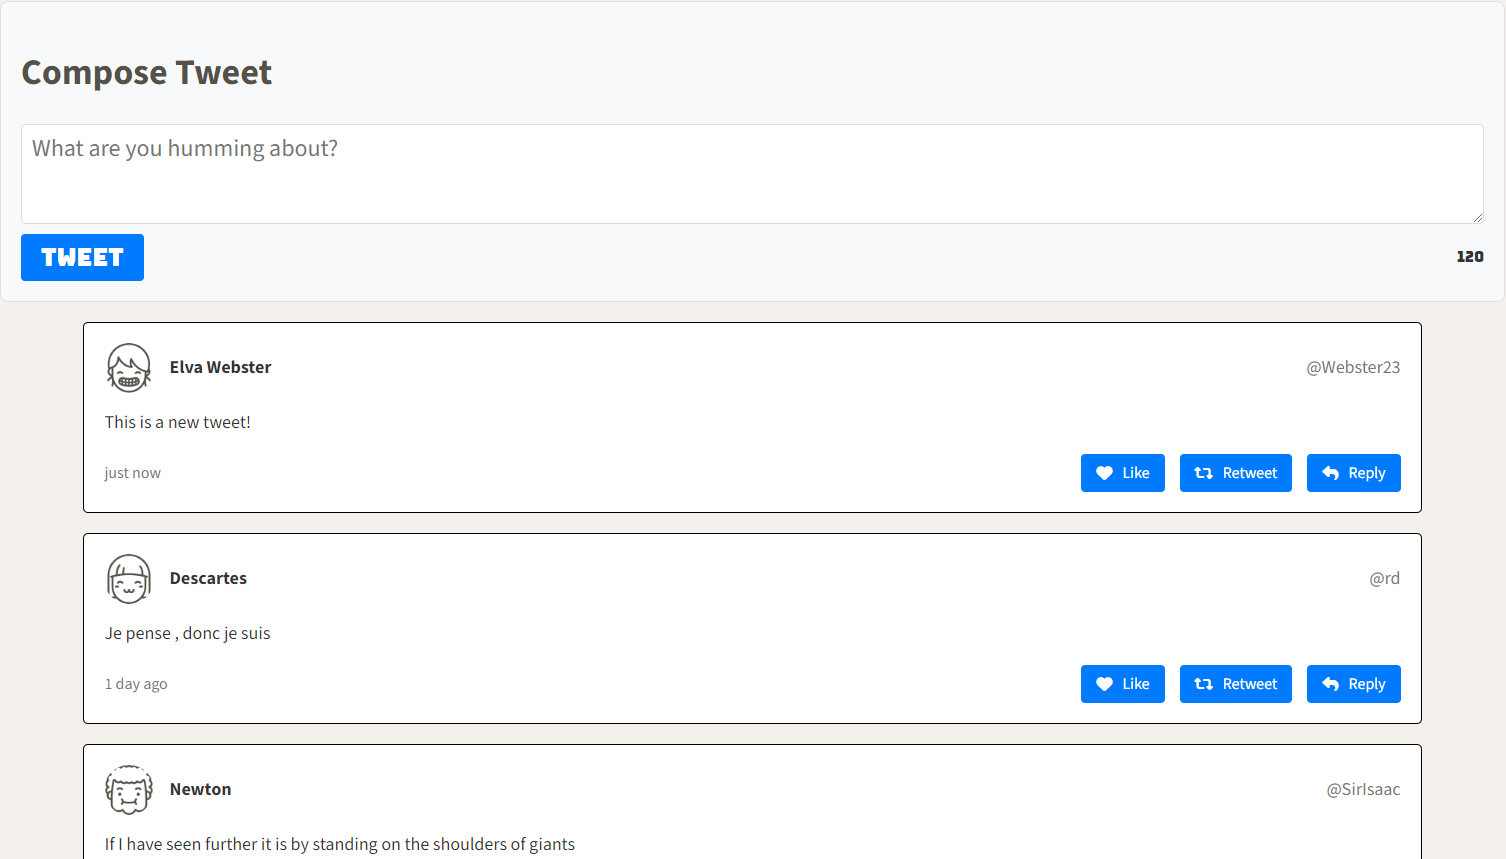 Compose Tweet
What are you humming about?
TWEET
120
Elva Webster
@Webster23
This is a new tweet!
just now
Like
Retweet
Reply
Descartes
@rd
Je pense , donc je suis
1 day ago
Like
Retweet
Reply
Newton
@SirIsaac
If I have seen further it is by standing on the shoulders of giants